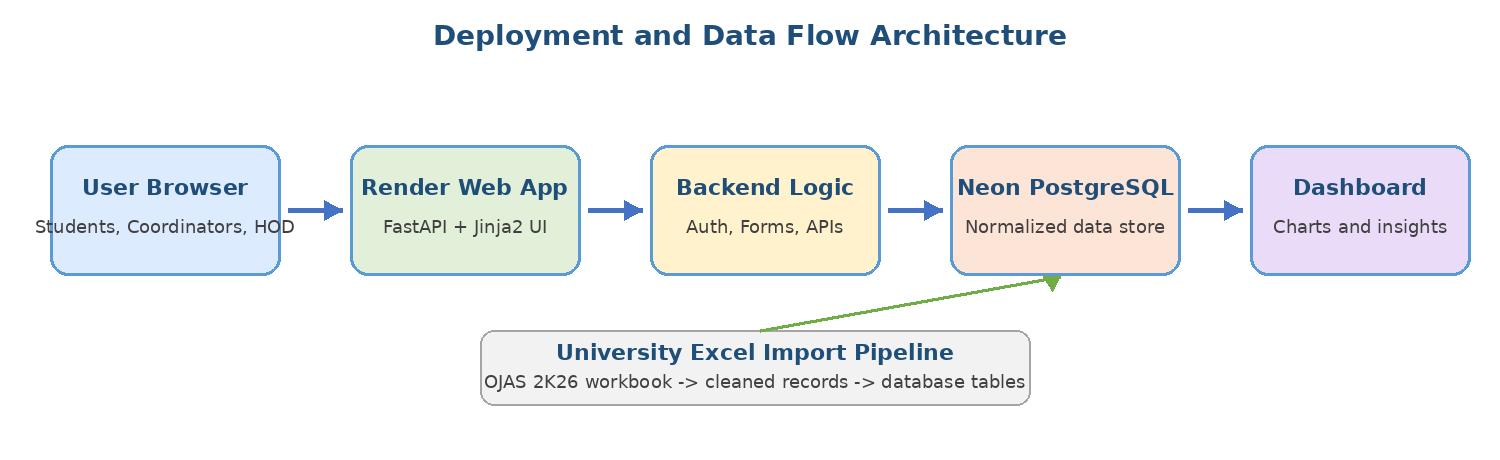 Deployment and Data Flow Architecture
User Browser
Students, Coordinators, HOD
Render Web App
FastAPI + Jinja2 UI
Backend Logic
Auth, Forms, APIs
Neon PostgreSQL
Normalized data store
Dashboard
Charts and insights
University Excel Import Pipeline
OJAS 2K26 workbook -> cleaned records -> database tables